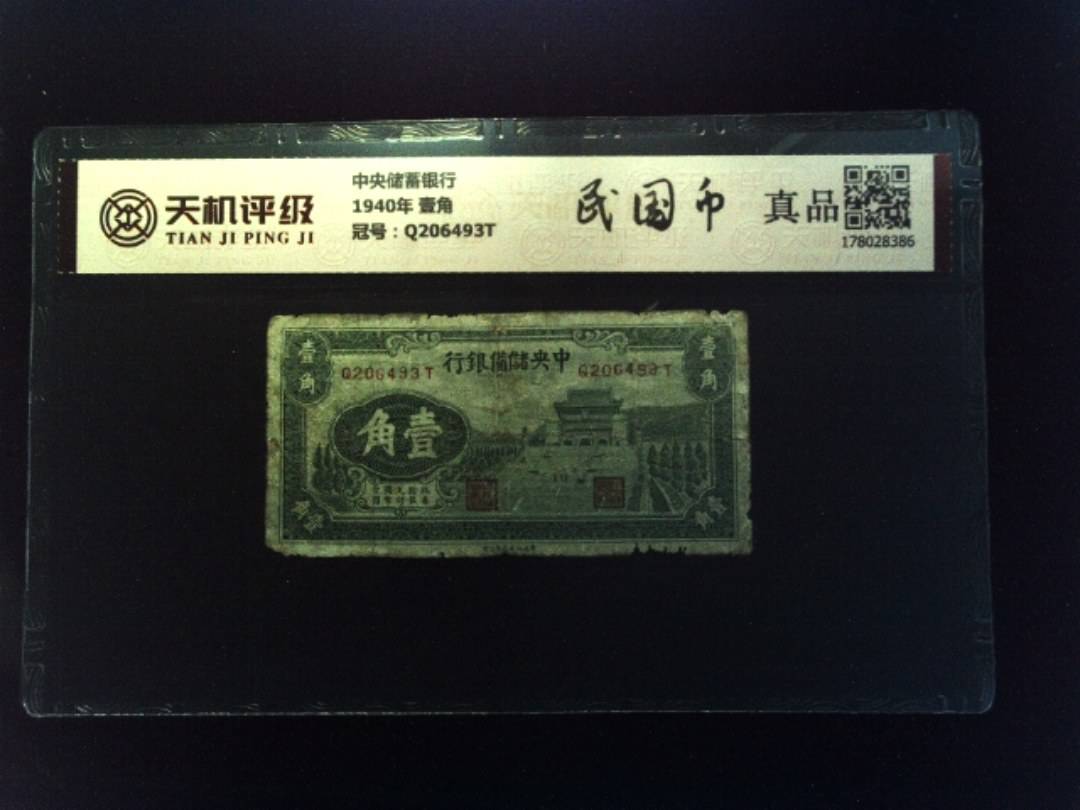 天机评级
TIAN JI PING JI
中央储蓄银行
1940年 壹角
冠号：Q206493T
民国币
真品
178028386
行銀備儲央中
Q206493T
Q206493T
壹角
壹角
角壹